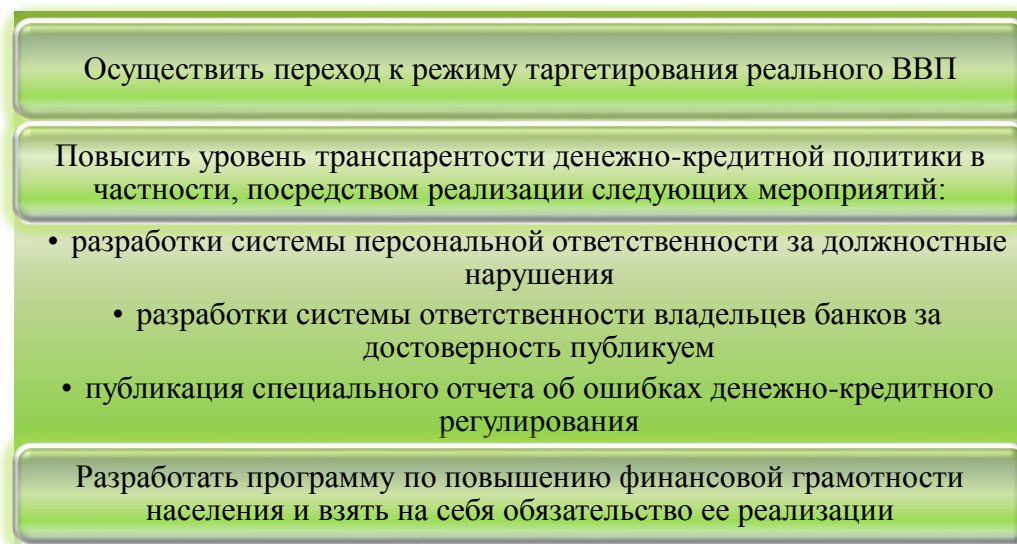 Осуществить переход к режиму таргетирования реального ВВП
Повысить уровень транспарентости денежно-кредитной политики в
частности, посредством реализации следующих мероприятий:
• разработки системы персональной ответственности за должностные
нарушения
• разработки системы ответственности владельцев банков за
достоверность публикуем
• публикация специального отчета об ошибках денежно-кредитного
регулирования
Разработать программу по повышению финансовой грамотности
населения и взять на себя обязательство ее реализации